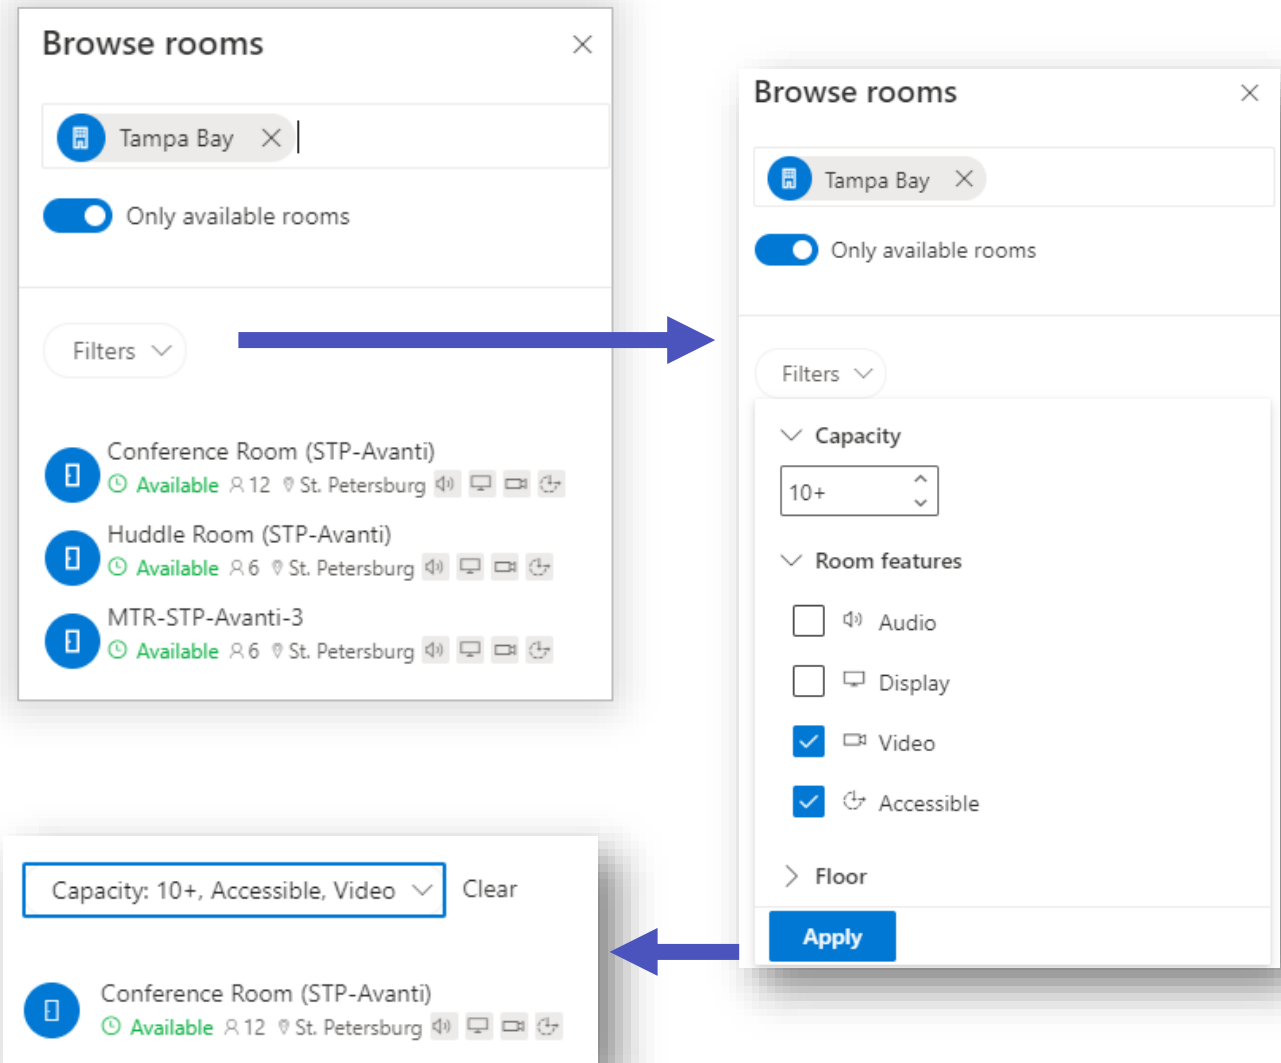 Browse rooms
Tampa Bay
Only available rooms
Filters
Conference Room (STP-Avanti)
Available 12 St. Petersburg
Huddle Room (STP-Avanti)
Available 6 St. Petersburg
MTR-STP-Avanti-3
Available 6 St. Petersburg
Browse rooms
Tampa Bay
Only available rooms
Filters
Capacity
10+
Room features
Audio
Display
Video
Accessible
Floor
Apply
Capacity: 10+, Accessible, Video Clear
Conference Room (STP-Avanti)
Available 12 St. Petersburg